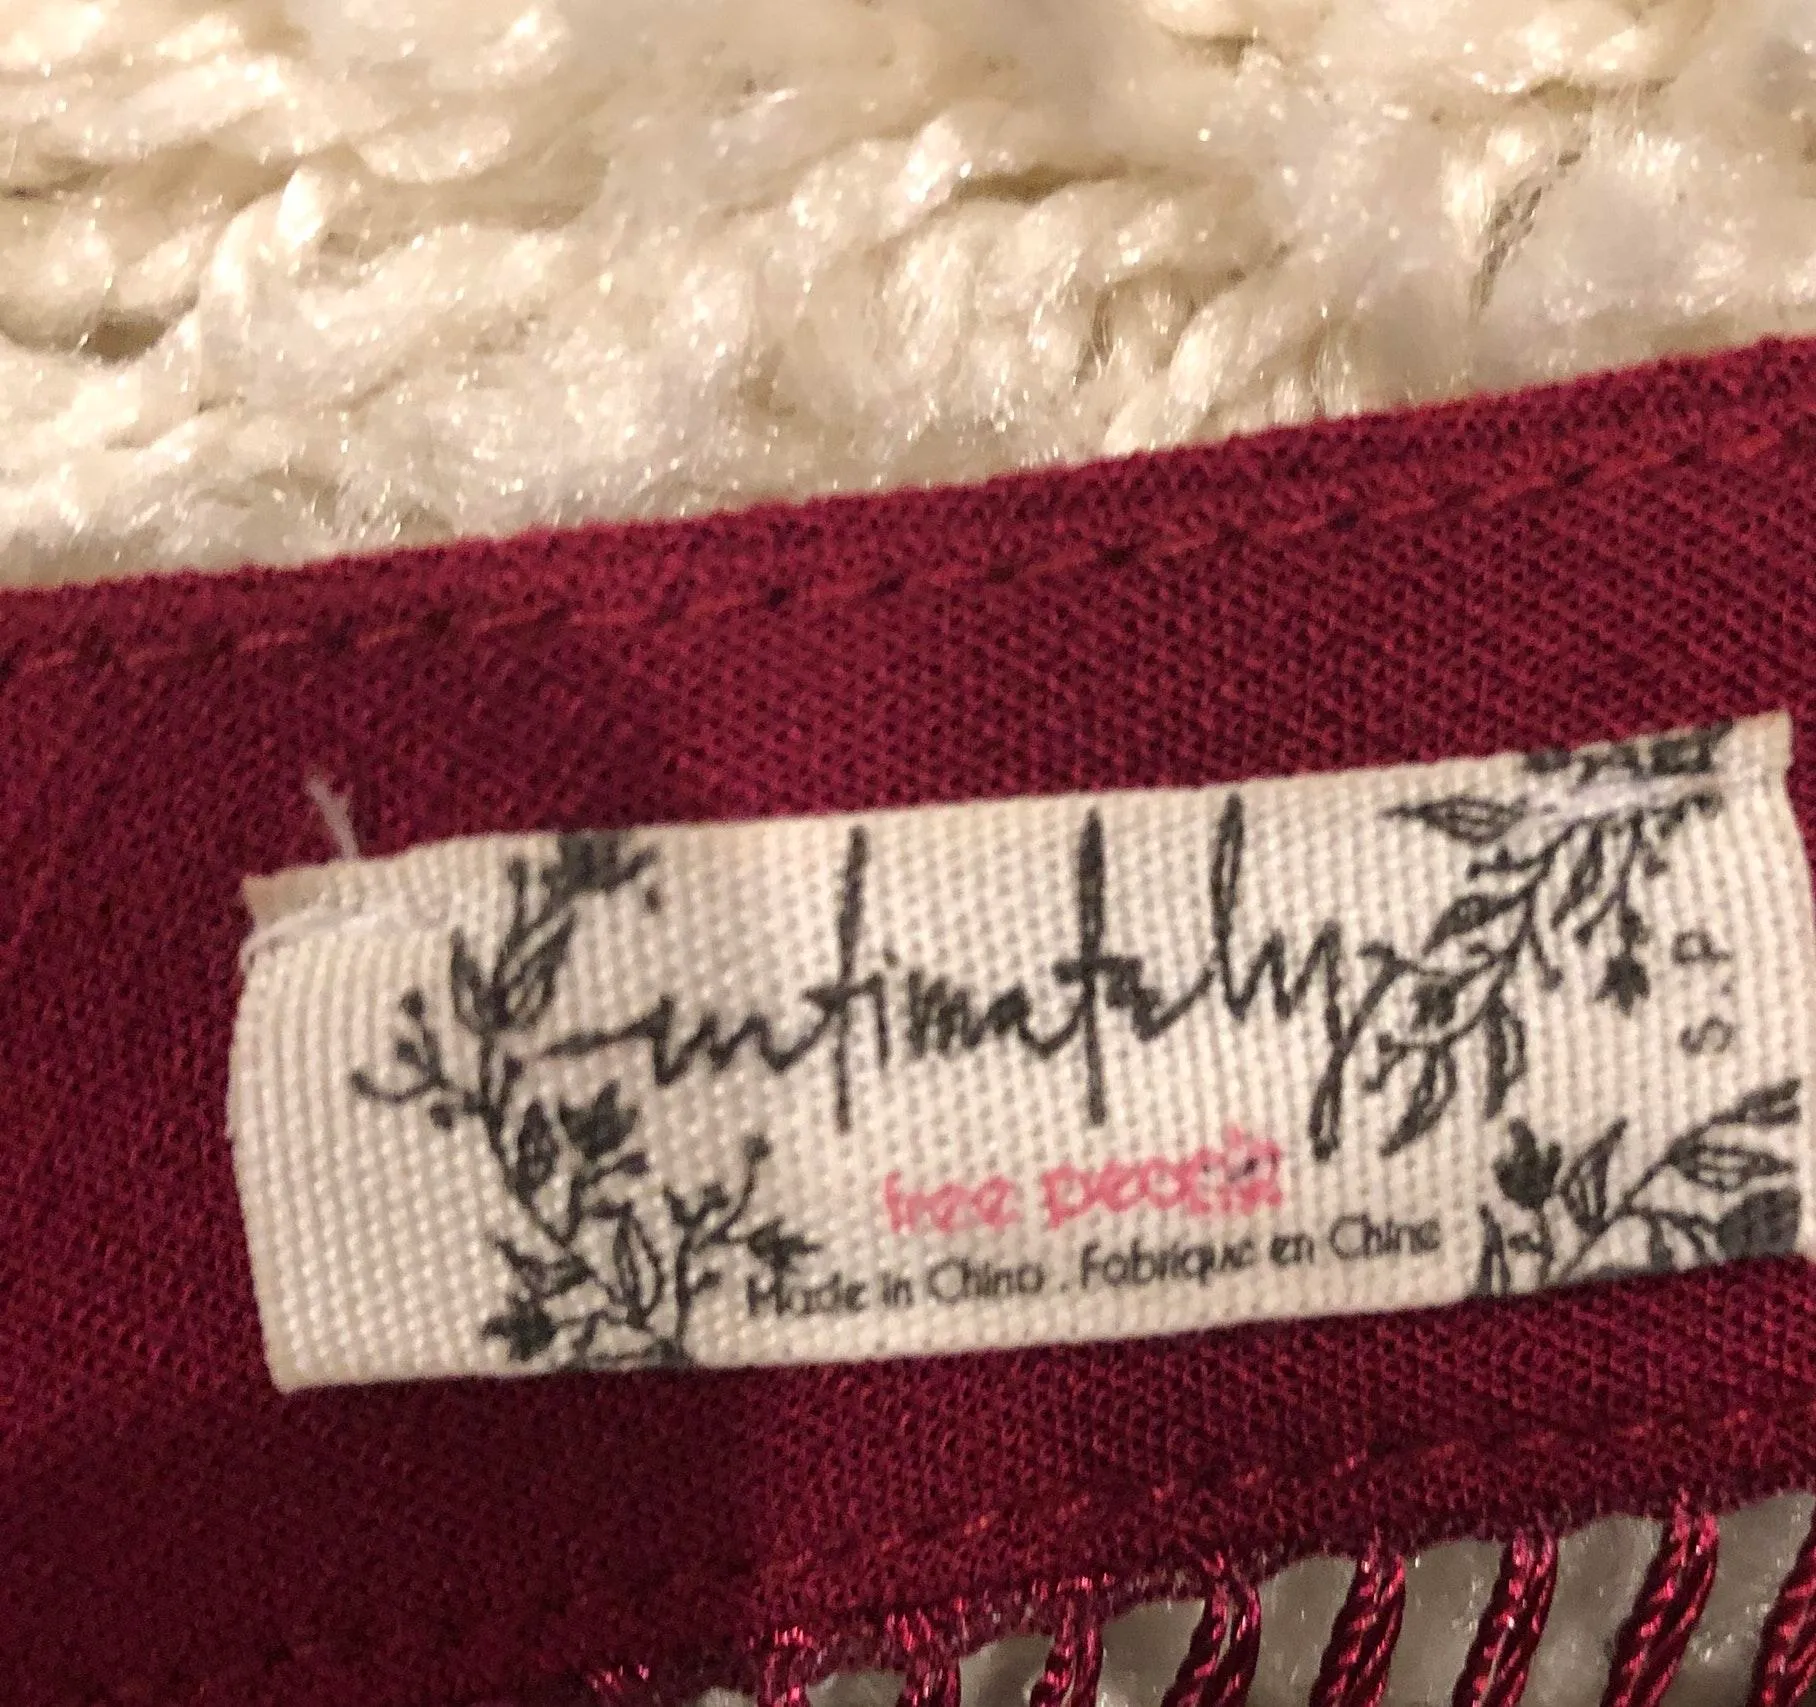 intimately
free people
Made in China . Fabriqué en Chine
S.P